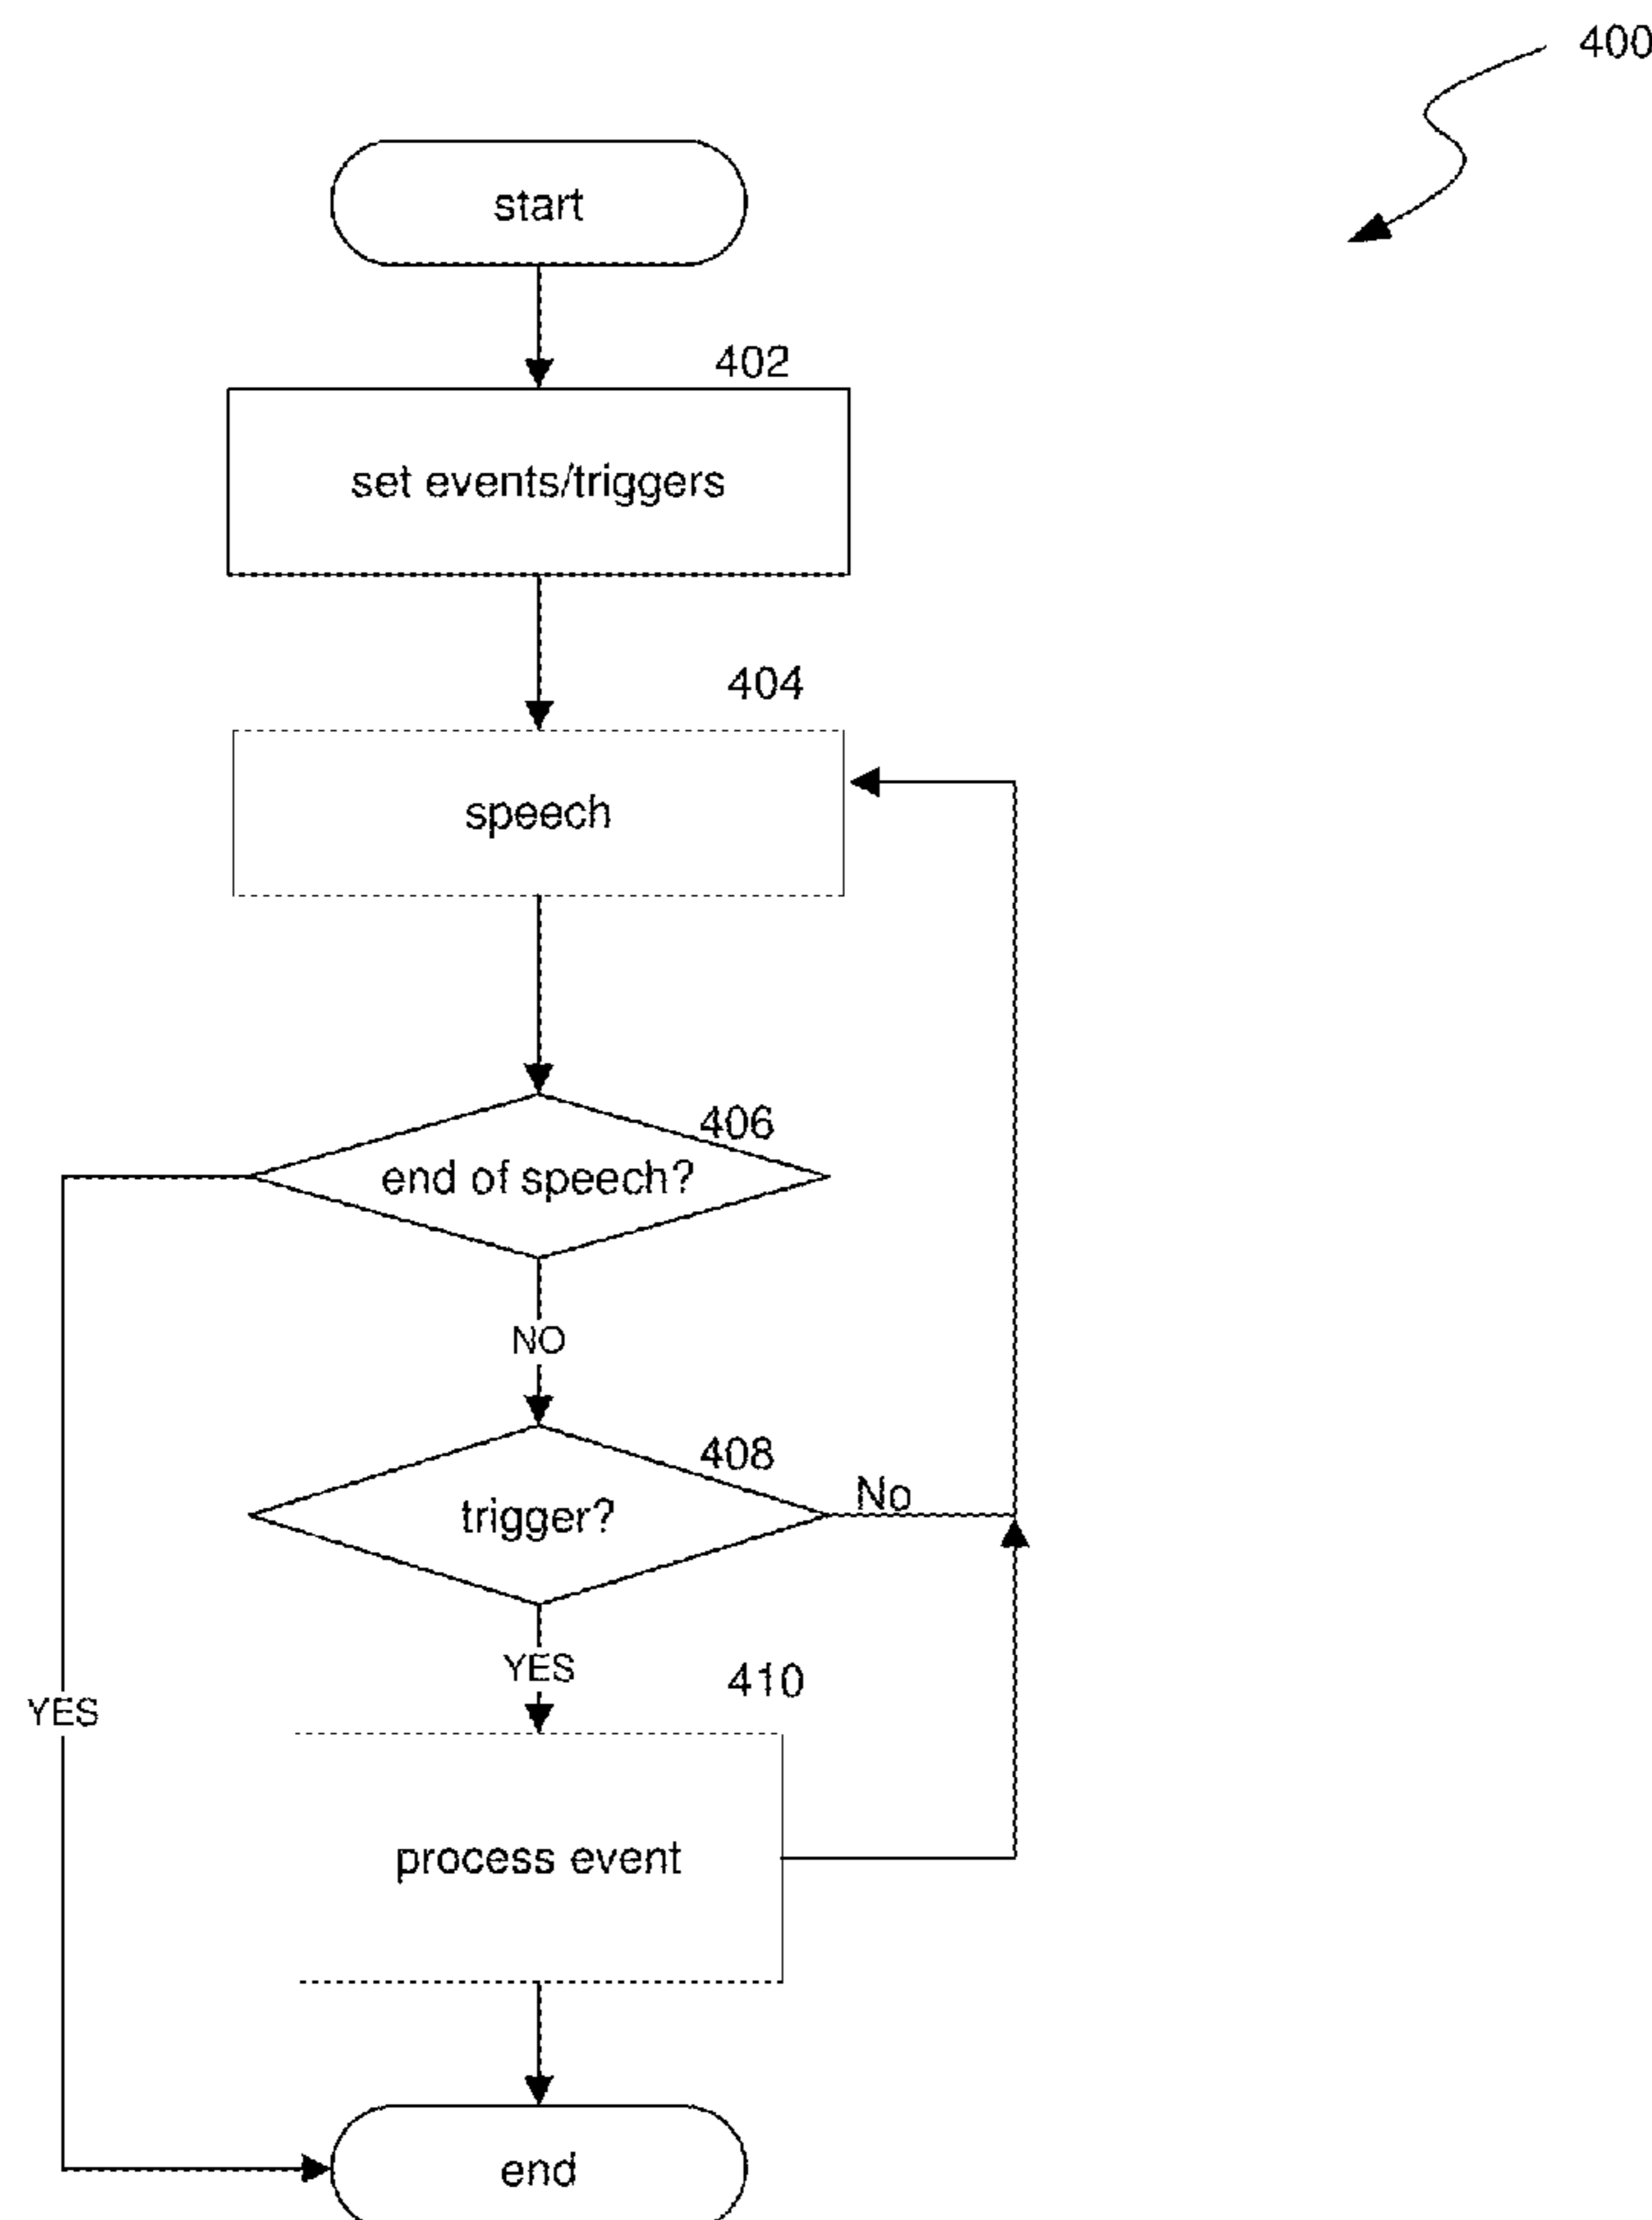 400
start
402
set events/triggers
404
speech
406
end of speech?
NO
408
trigger?
No
YES
410
YES
process event
end